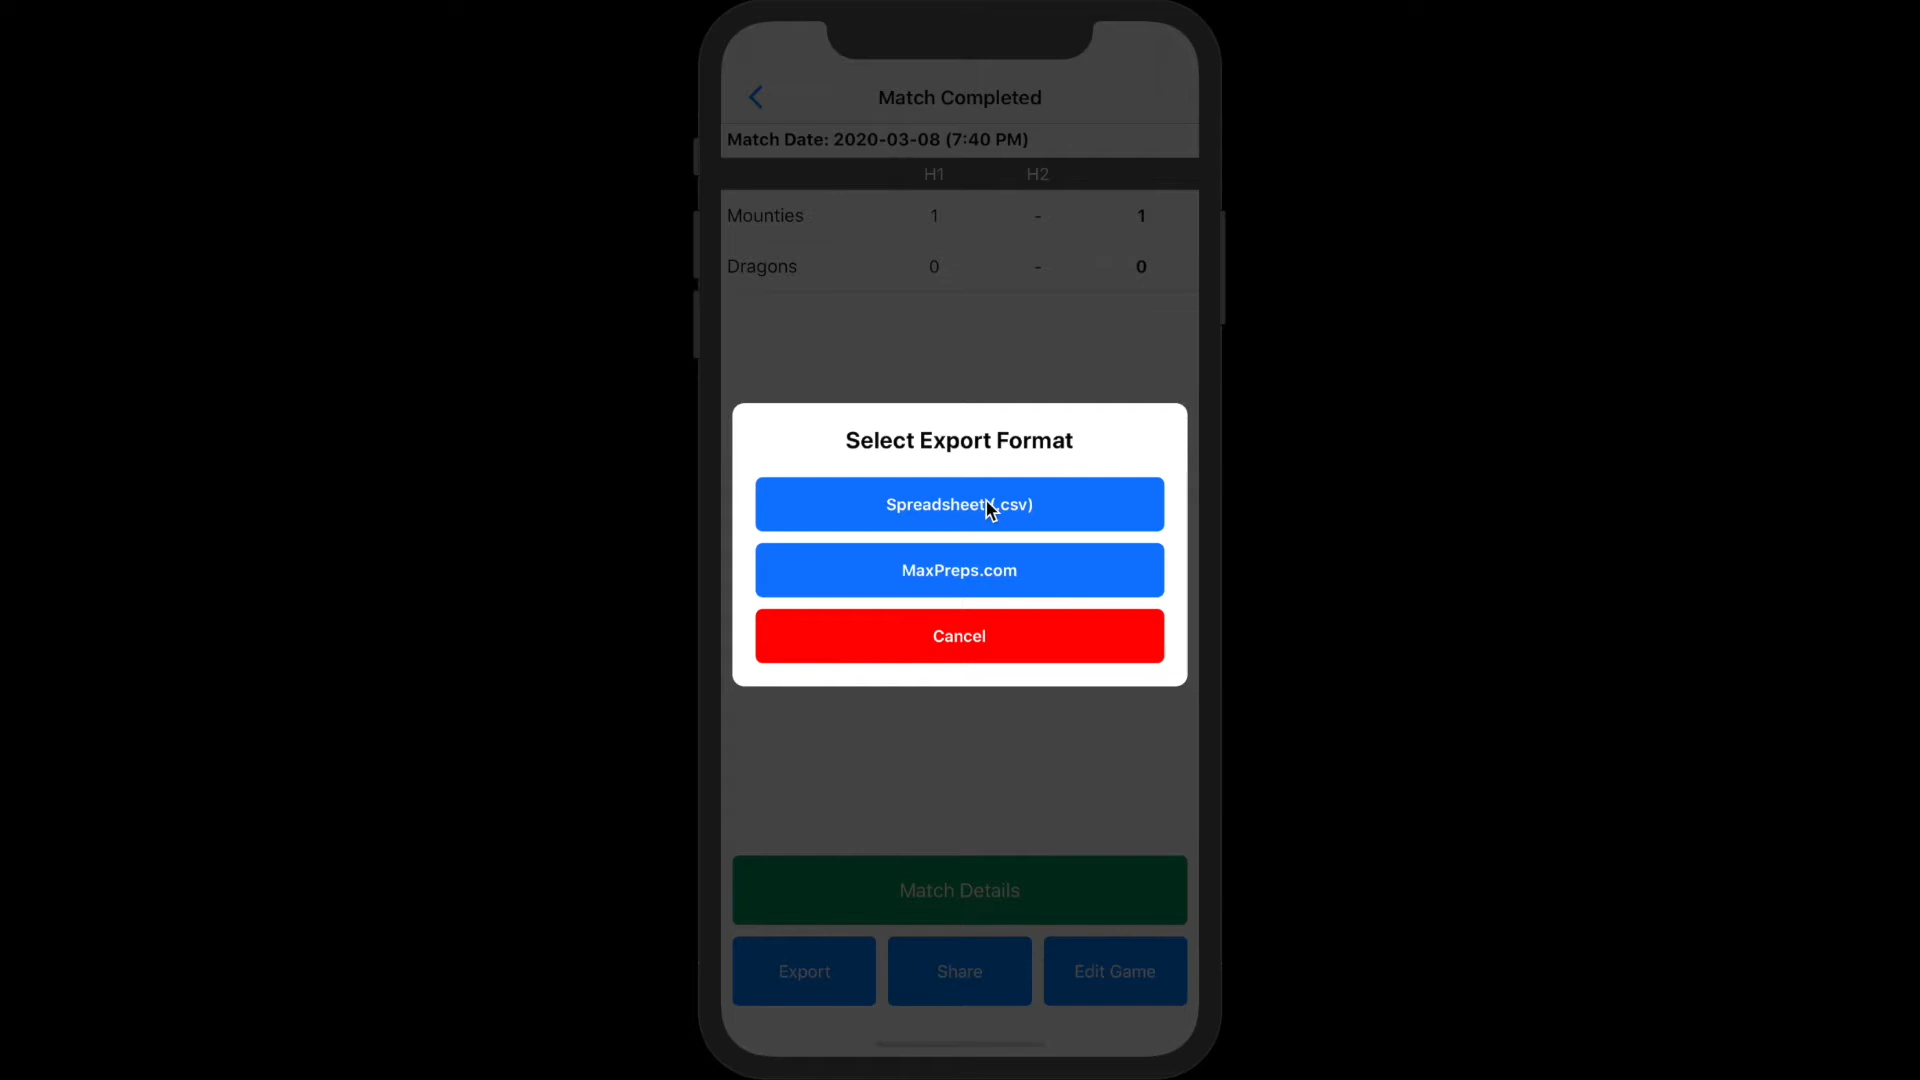 Match Completed
Match Date: 2020-03-08 (7:40 PM)
H1 H2
Mounties 1 - 1
Dragons 0 - 0
Select Export Format
Spreadsheet (.csv)
MaxPreps.com
Cancel
Match Details
Export Share Edit Game